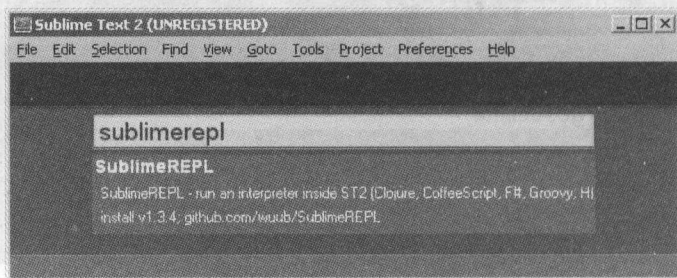 Sublime Text 2 (UNREGISTERED)
File Edit Selection Find View Goto Tools Project Preferences Help
sublimerepl
SublimeREPL
SublimeREPL - run an interpreter inside ST2 (Clojure, CoffeeScript, F#, Groovy, H
install v1.3.4; github.com/wuub/SublimeREPL